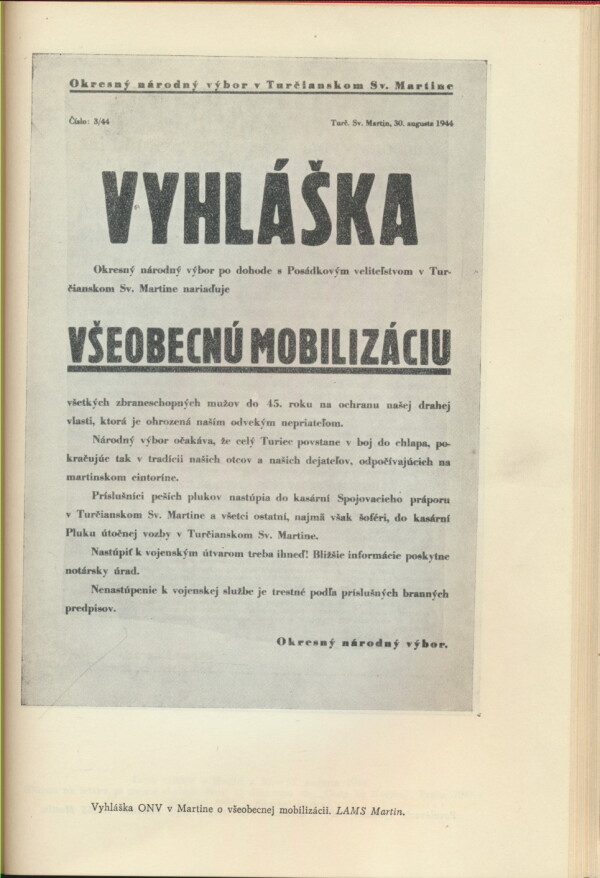 Okresný národný výbor v Turčianskom Sv. Martine
Číslo: 3/44
Turč. Sv. Martin, 30. augusta 1944
VYHLÁŠKA
Okresný národný výbor po dohode s Posádkovým veliteľstvom v Tur-
čianskom Sv. Martine nariaďuje
VŠEOBECNÚ MOBILIZÁCIU
všetkých zbraneschopných mužov do 45. roku na ochranu našej drahej
vlasti, ktorá je ohrozená naším odvekým nepriateľom.
Národný výbor očakáva, že celý Turiec povstane v boj do chlapa, po-
kračujúc tak v tradícii našich otcov a našich dejateľov, odpočívajúcich na
martinskom cintoríne.
Príslušníci peších plukov nastúpia do kasární Spojovacieho práporu
v Turčianskom Sv. Martine a všetci ostatní, najmä však šoféri, do kasární
Pluku útočnej vozby v Turčianskom Sv. Martine.
Nastúpiť k vojenským útvarom treba ihneď! Bližšie informácie poskytne
notársky úrad.
Nenastúpenie k vojenskej službe je trestné podľa príslušných branných
predpisov.
Okresný národný výbor.
Vyhláška ONV v Martine o všeobecnej mobilizácii. LAMS Martin.